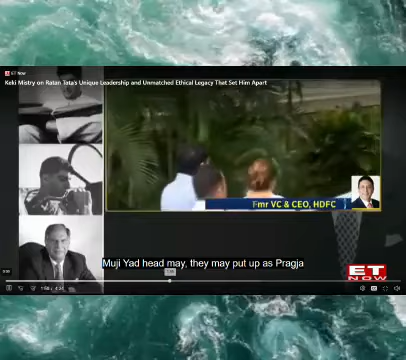 ET Now
Keki Mistry on Ratan Tata's Unique Leadership and Unmatched Ethical Legacy That Set Him Apart
Fmr VC & CEO, HDFC
Muji Yad head may, they may put up as Pragja
ET
NOW